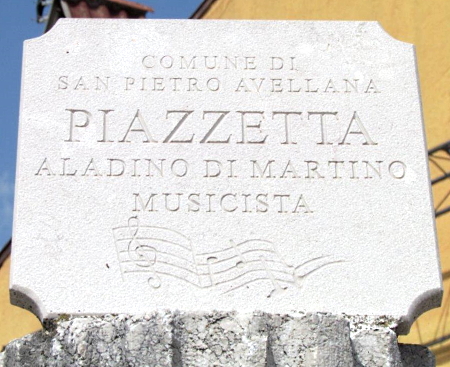 COMUNE DI
SAN PIETRO AVELLANA
PIAZZETTA
ALADINO DI MARTINO
MUSICISTA